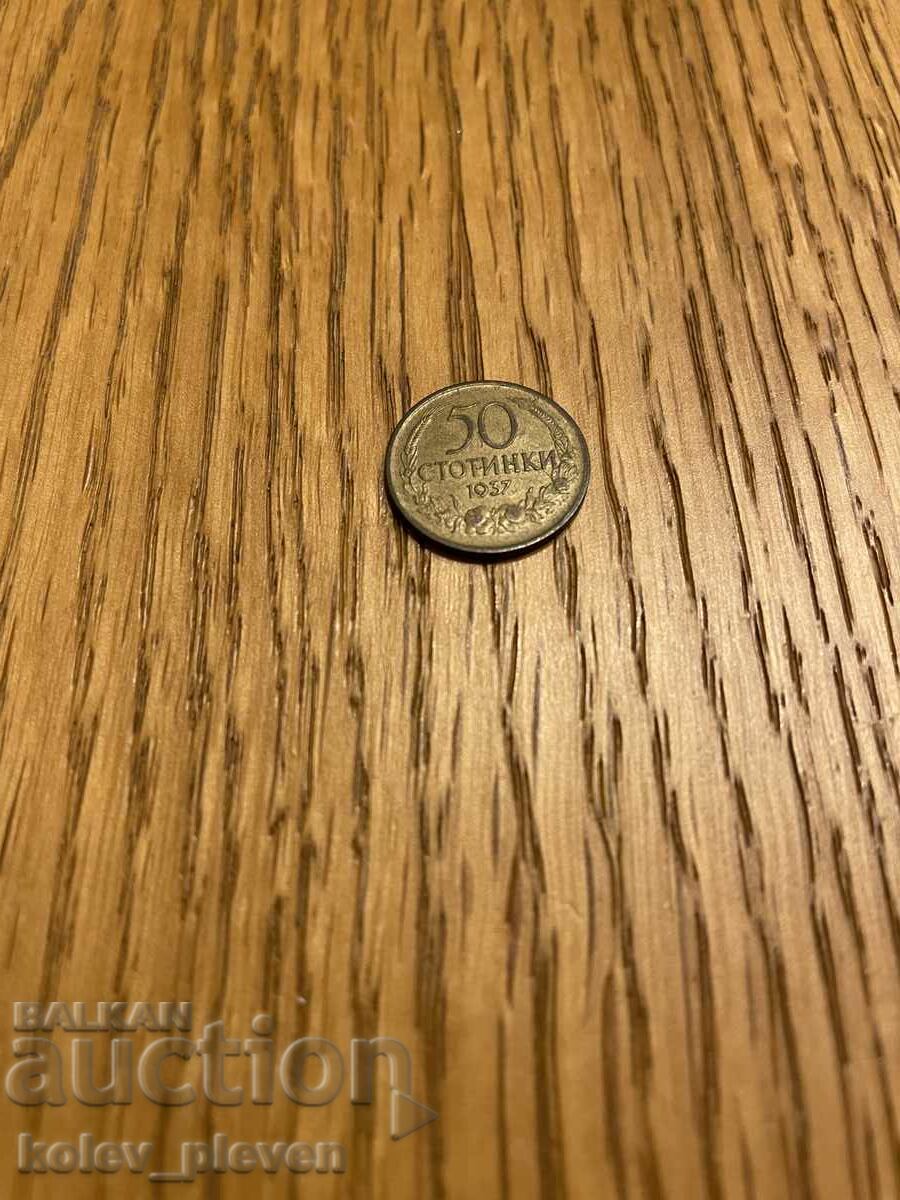 50
СТОТИНКИ
1937
BALKAN
auction
kolev_pleven